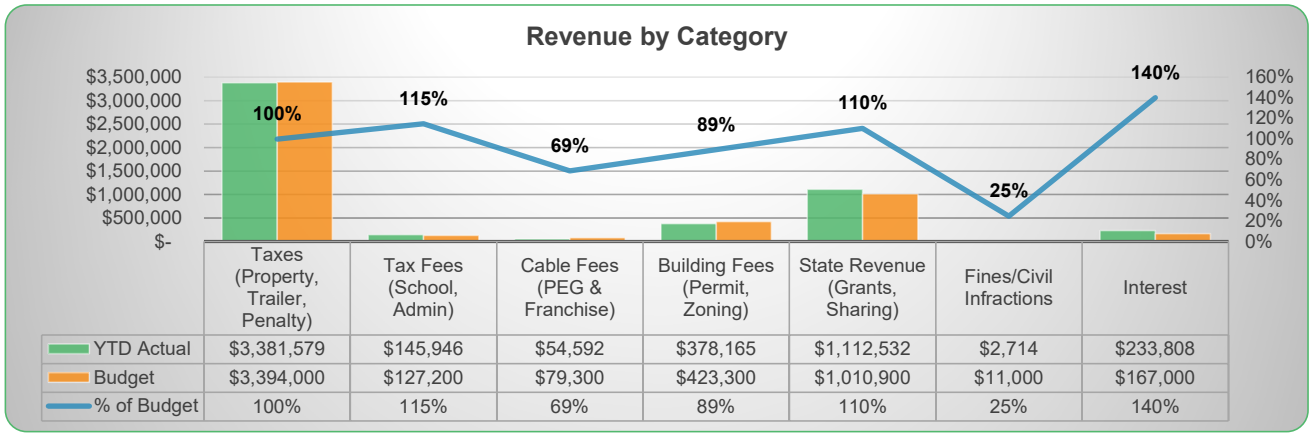 Revenue by Category
$3,500,000
$3,000,000
$2,500,000
$2,000,000
$1,500,000
$1,000,000
$500,000
$-
160%
140%
120%
100%
80%
60%
40%
20%
0%
100%
115%
69%
89%
110%
25%
140%
Taxes
(Property,
Trailer,
Penalty)
Tax Fees
(School,
Admin)
Cable Fees
(PEG &
Franchise)
Building Fees
(Permit,
Zoning)
State Revenue
(Grants,
Sharing)
Fines/Civil
Infractions
Interest
YTD Actual $3,381,579 $145,946 $54,592 $378,165 $1,112,532 $2,714 $233,808
Budget $3,394,000 $127,200 $79,300 $423,300 $1,010,900 $11,000 $167,000
% of Budget 100% 115% 69% 89% 110% 25% 140%